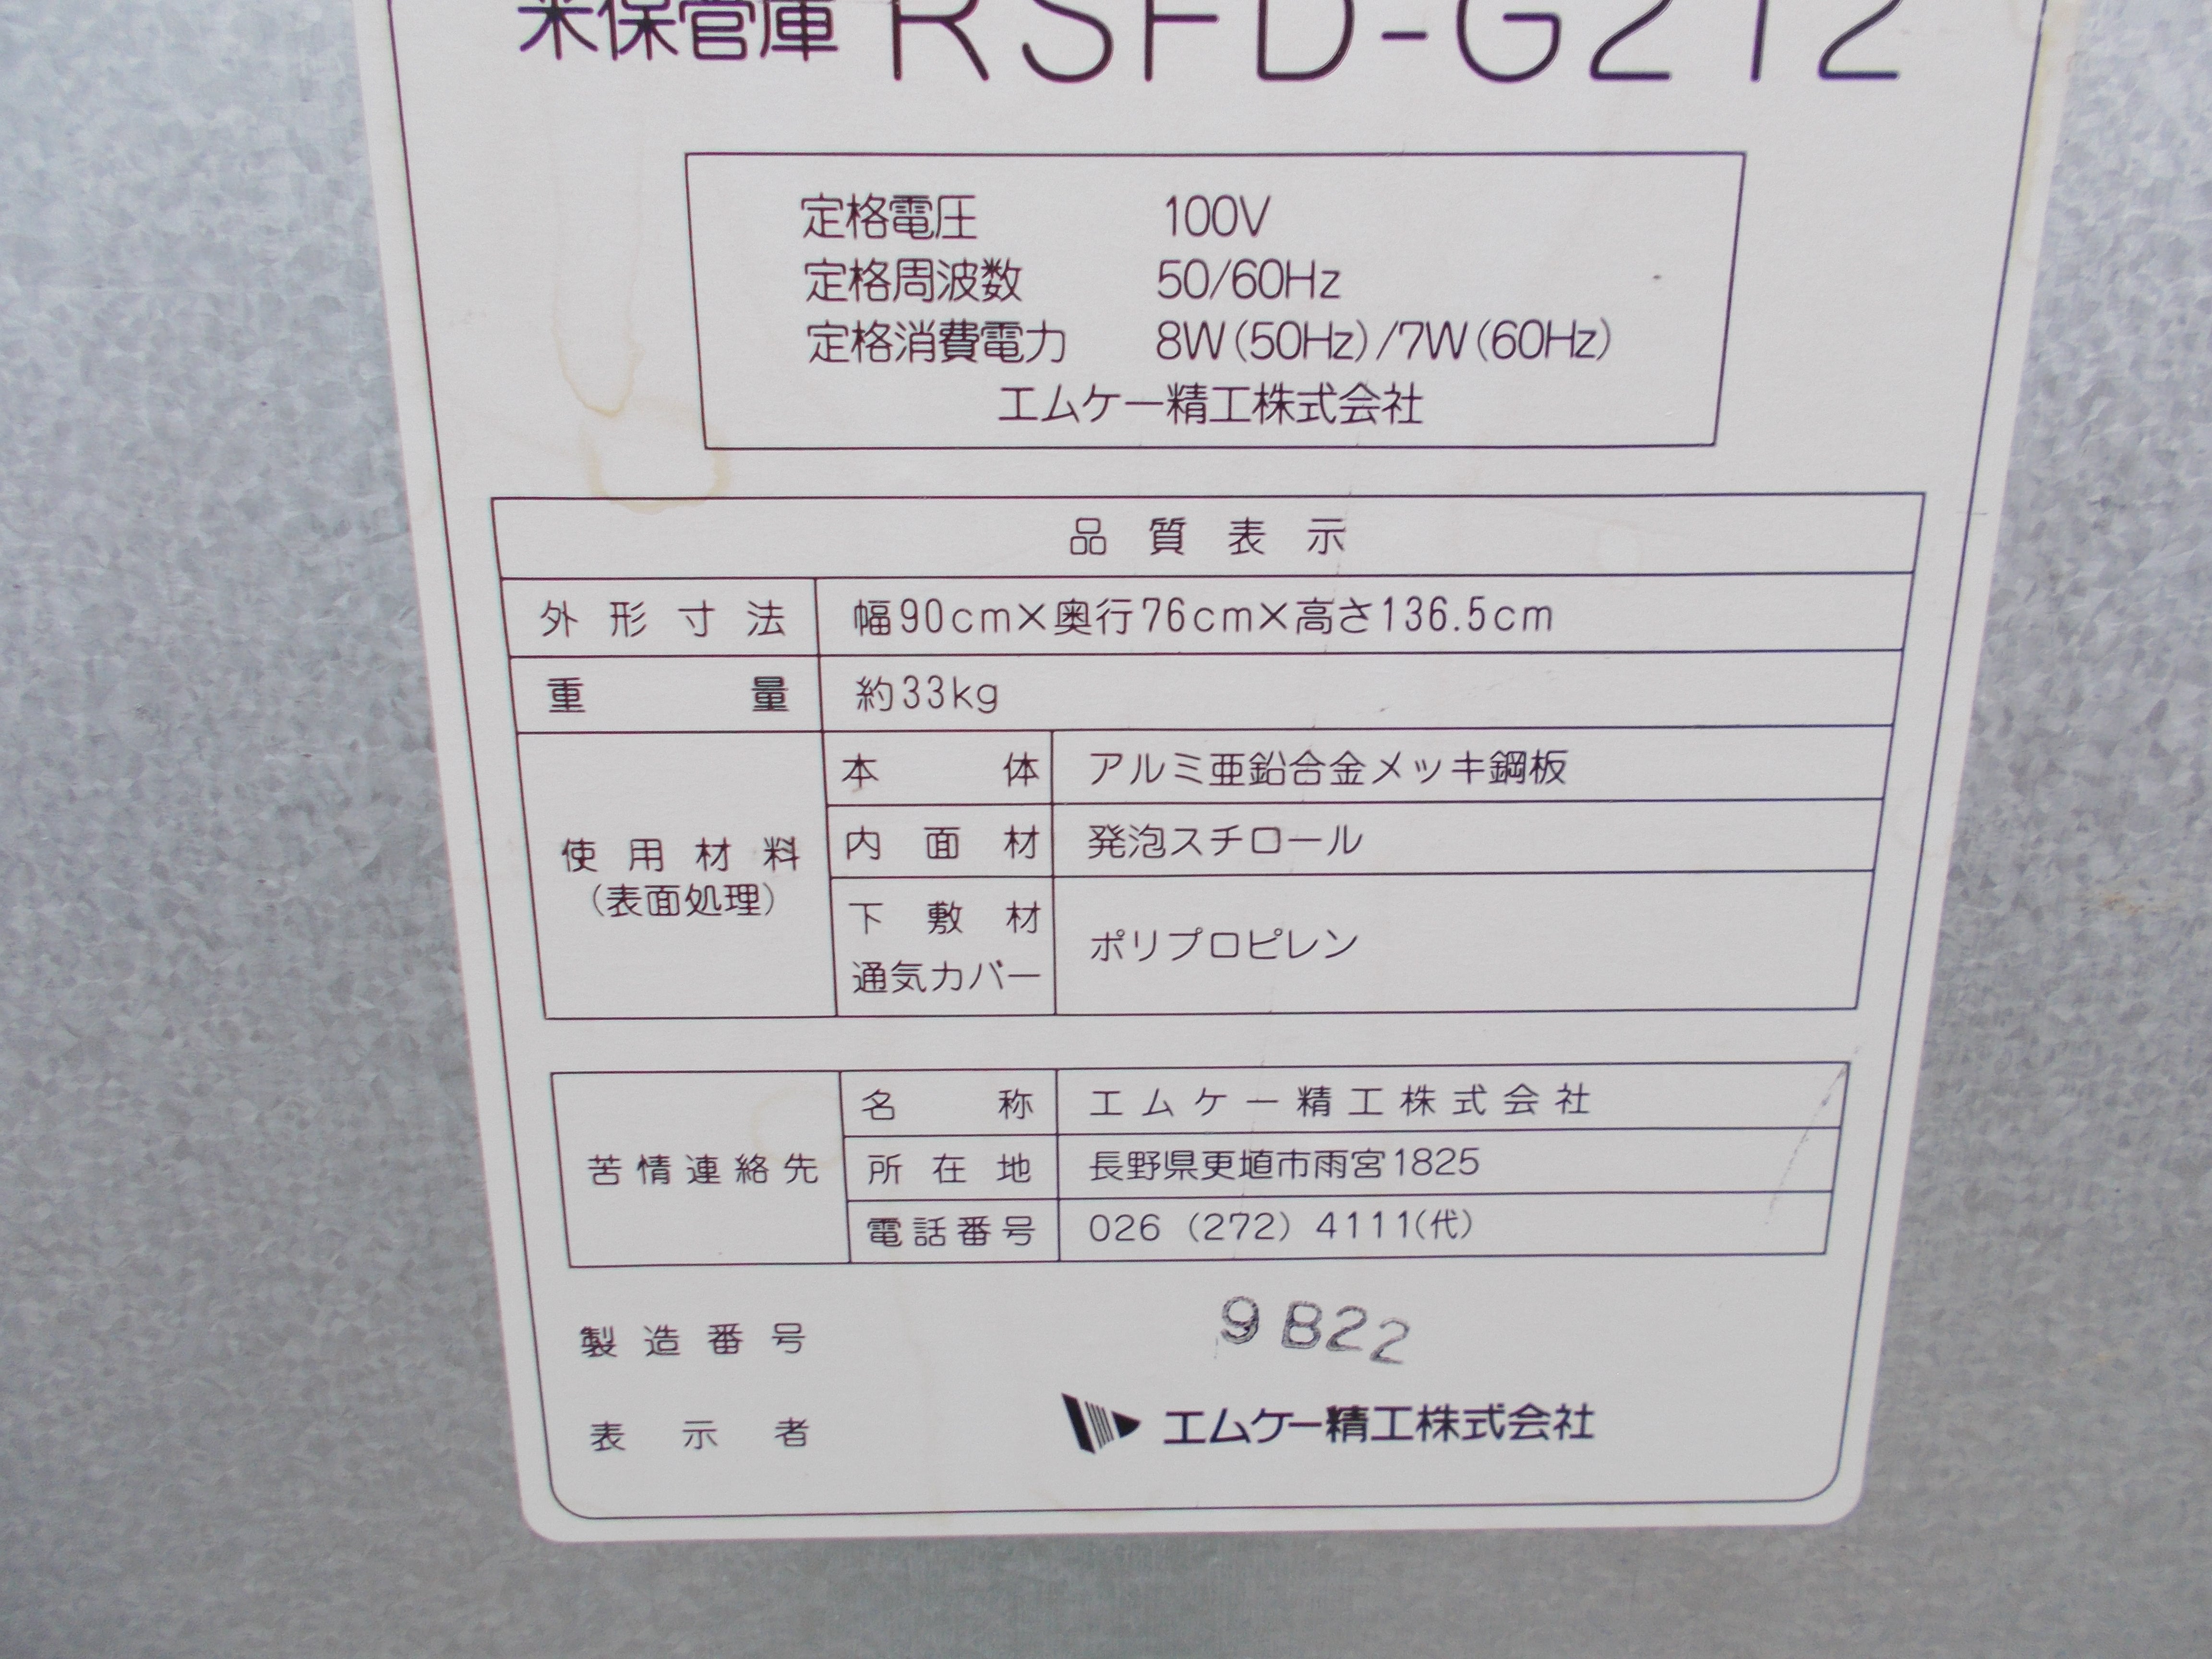 米保管庫 RSFD-G212
定格電圧 100V
定格周波数 50/60Hz
定格消費電力 8W(50Hz)/7W(60Hz)
エムケー精工株式会社
品質表示
外形寸法 幅90cm×奥行76cm×高さ136.5cm
重量 約33kg
使用材料
(表面処理)
本体 アルミ亜鉛合金メッキ鋼板
内面材 発泡スチロール
下敷材
通気カバー
ポリプロピレン
苦情連絡先
名称 エムケー精工株式会社
所在地 長野県更埴市雨宮1825
電話番号 026 (272) 4111(代)
製造番号 9B22
表示者 エムケー精工株式会社